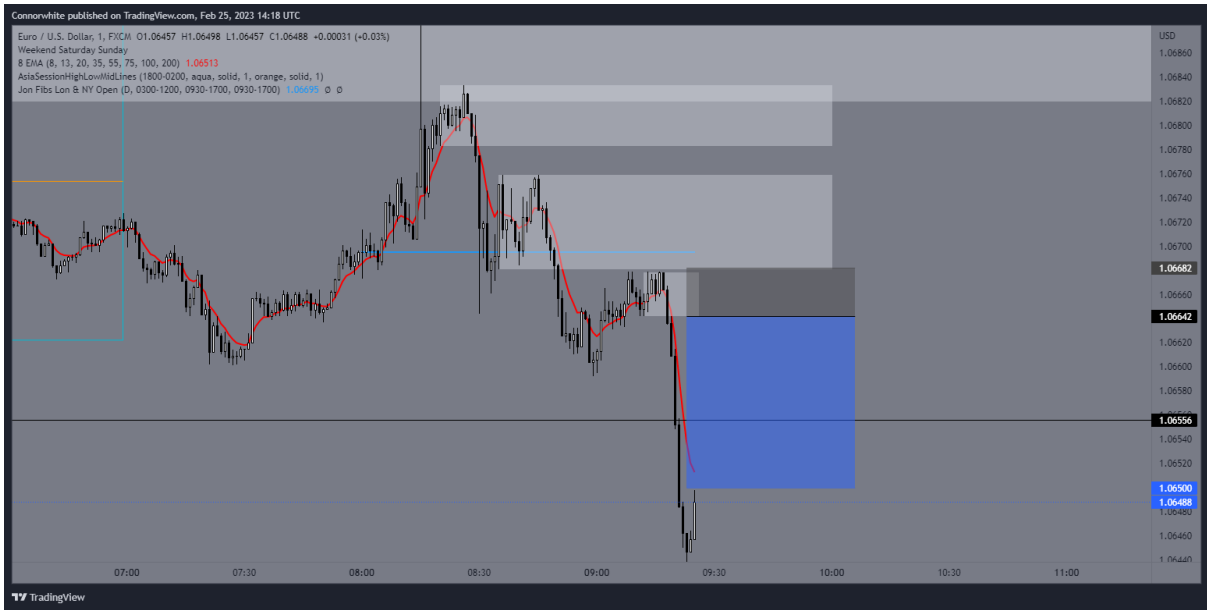 Connorwhite published on TradingView.com, Feb 25, 2023 14:18 UTC
Euro / U.S. Dollar, 1, FXCM O1.06457 H1.06498 L1.06457 C1.06488 +0.00031 (+0.03%)
Weekend Saturday Sunday
8 EMA (8, 13, 20, 35, 55, 75, 100, 200) 1.06513
AsiaSessionHighLowMidLines (1800-0200, aqua, solid, 1, orange, solid, 1)
Jon Fibs Lon & NY Open (D, 0300-1200, 0930-1700, 0930-1700) 1.06695 Ø Ø
USD
1.06860
1.06840
1.06820
1.06800
1.06780
1.06760
1.06740
1.06720
1.06700
1.06682
1.06660
1.06642
1.06620
1.06600
1.06580
1.06556
1.06540
1.06520
1.06500
1.06488
1.06480
1.06460
1.06440
07:00 07:30 08:00 08:30 09:00 09:30 10:00 10:30 11:00
TradingView